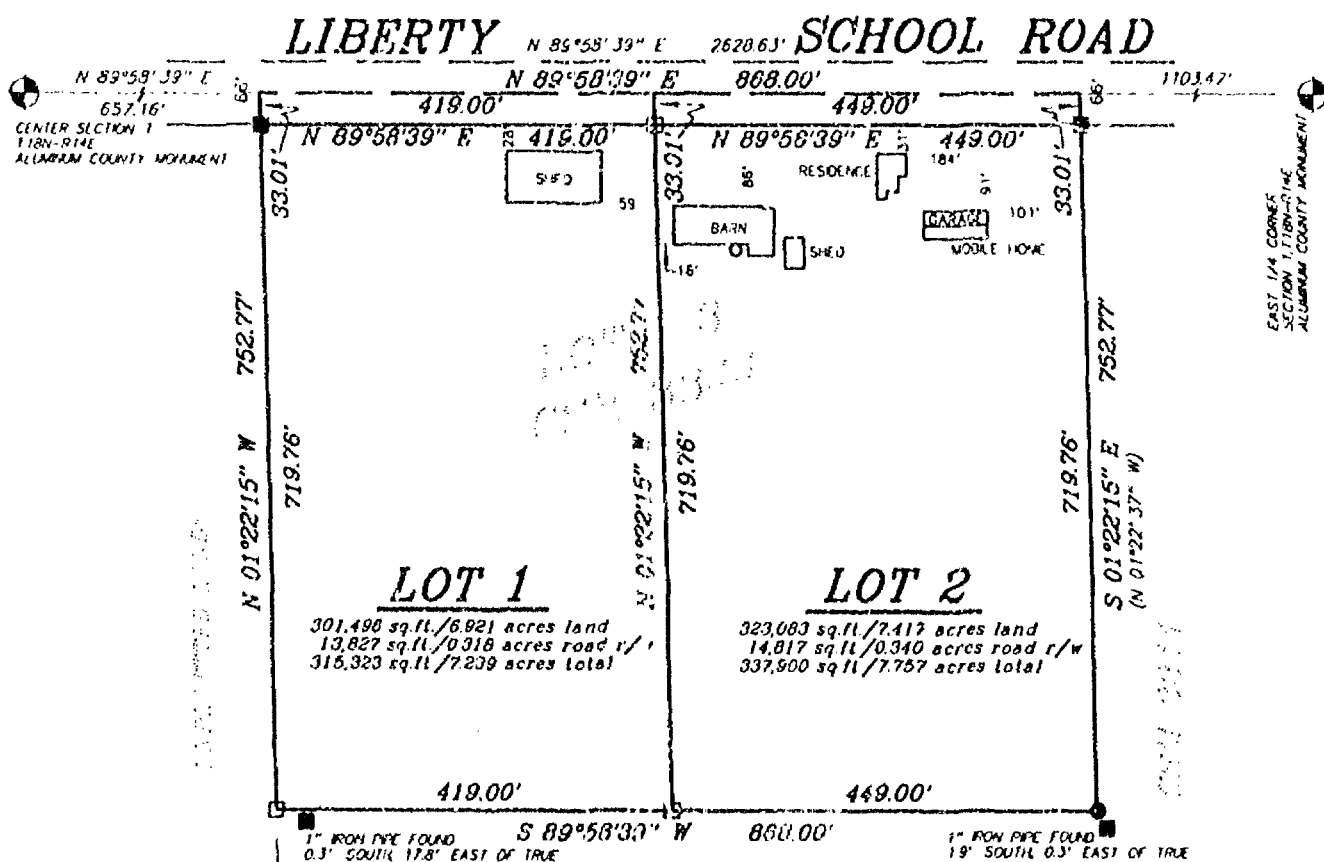 LIBERTY N 89°58'39" E 2628.63' SCHOOL ROAD
N 89°58'39" E
657.16'
CENTER SECTION 1
T18N-R14E
ALUMINUM COUNTY MONUMENT
66'
N 89°58'39" E 868.00'
66'
1103.47'
EAST 1/4 CORNER
SECTION 1, T18N-R14E
ALUMINUM COUNTY MONUMENT
419.00' 449.00'
N 89°58'39" E 419.00' N 89°56'39" E 449.00'
33.01' 33.01' 33.01'
28'
SHED
59
86'
RESIDENCE
31'
184'
91'
BARN
GARAGE
101'
SHED
MOBILE HOME
18'
752.77' 752.77' 752.77'
719.76' 719.76' 719.76'
N 01°22'15" W N 01°22'15" W S 01°22'15" E
(N 01°22'37" W)
LOT 1
301,496 sq.ft./6.921 acres land
13,827 sq.ft./0.318 acres road r/
315,323 sq.ft./7.239 acres total
LOT 2
323,083 sq.ft./7.417 acres land
14,817 sq.ft./0.340 acres road r/w
337,900 sq.ft./7.757 acres total
419.00' 449.00'
S 89°58'39" W 868.00'
1" IRON PIPE FOUND
0.3' SOUTH, 17.8' EAST OF TRUE
1" IRON PIPE FOUND
1.9' SOUTH 0.3' EAST OF TRUE